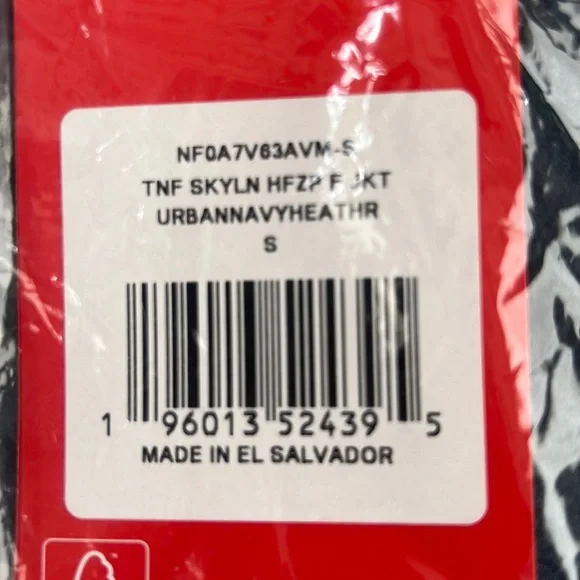 NF0A7V63AVM-S
TNF SKYLN HFZP F JKT
URBANNAVYHEATHR
S
1 96013 52439 5
MADE IN EL SALVADOR